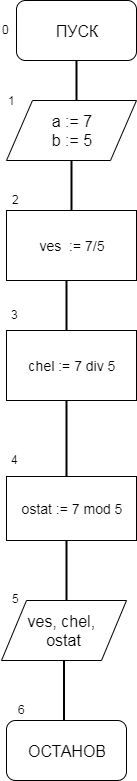 0
ПУСК
1
a := 7
b := 5
2
ves := 7/5
3
chel := 7 div 5
4
ostat := 7 mod 5
5
ves, chel,
ostat
6
ОСТАНОВ